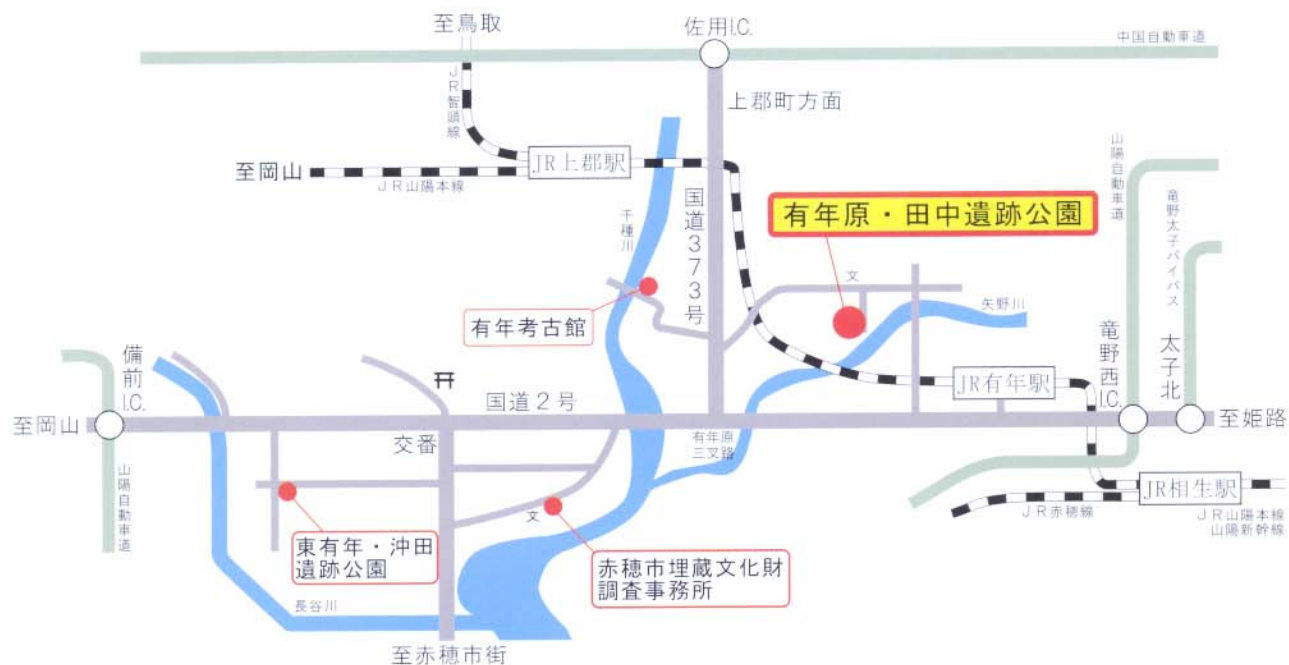 至鳥取
佐用I.C.
中国自動車道
JR智頭線
上郡町方面
至岡山
JR上郡駅
JR山陽本線
山陽自動車道
竜野太子バイパス
千種川
国道373号
有年原・田中遺跡公園
文
有年考古館
矢野川
備前I.C.
竜野西I.C.
太子北
JR有年駅
国道2号
至岡山
交番
有年原
三叉路
至姫路
山陽自動車道
文
JR相生駅
JR赤穂線
JR山陽本線
山陽新幹線
東有年・沖田
遺跡公園
赤穂市埋蔵文化財
調査事務所
長谷川
至赤穂市街